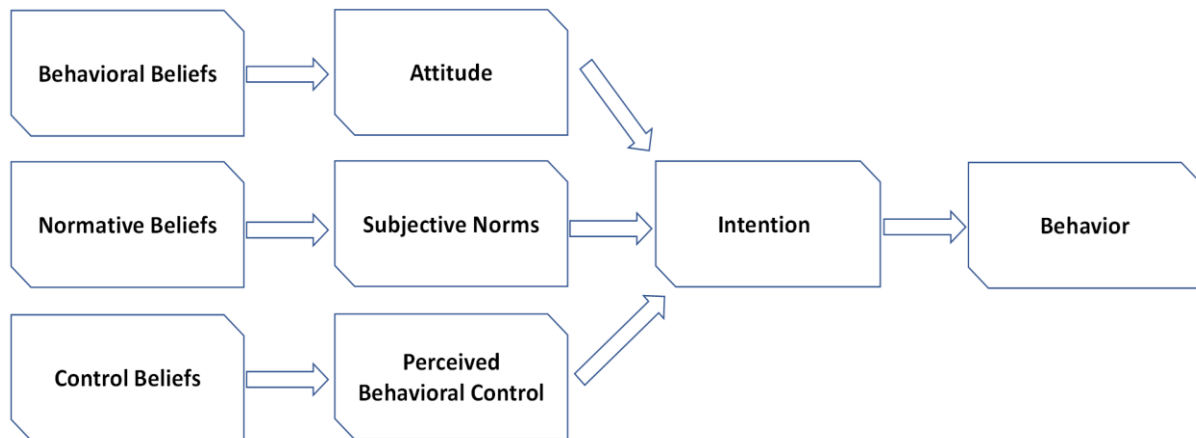 Behavioral Beliefs
Attitude
Normative Beliefs
Subjective Norms
Intention
Behavior
Control Beliefs
Perceived
Behavioral Control